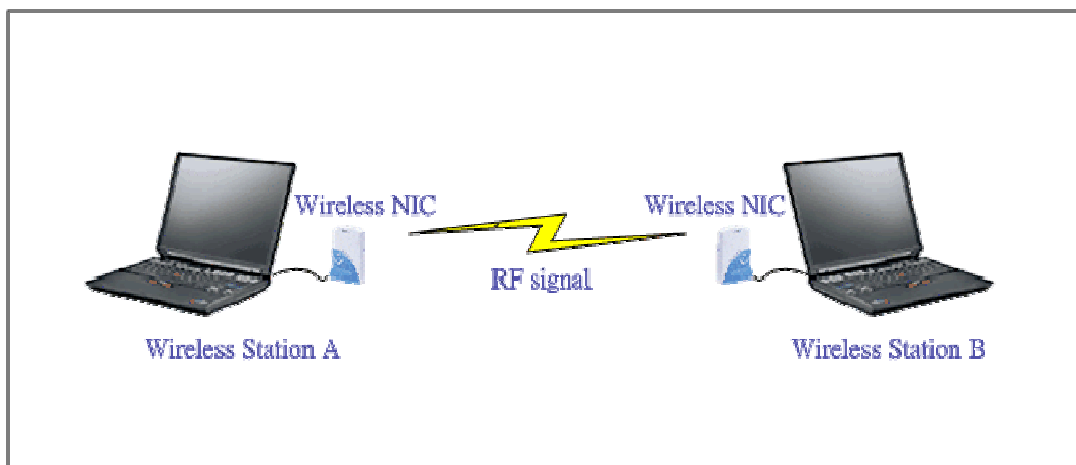 Wireless NIC
Wireless NIC
RF signal
Wireless Station A
Wireless Station B